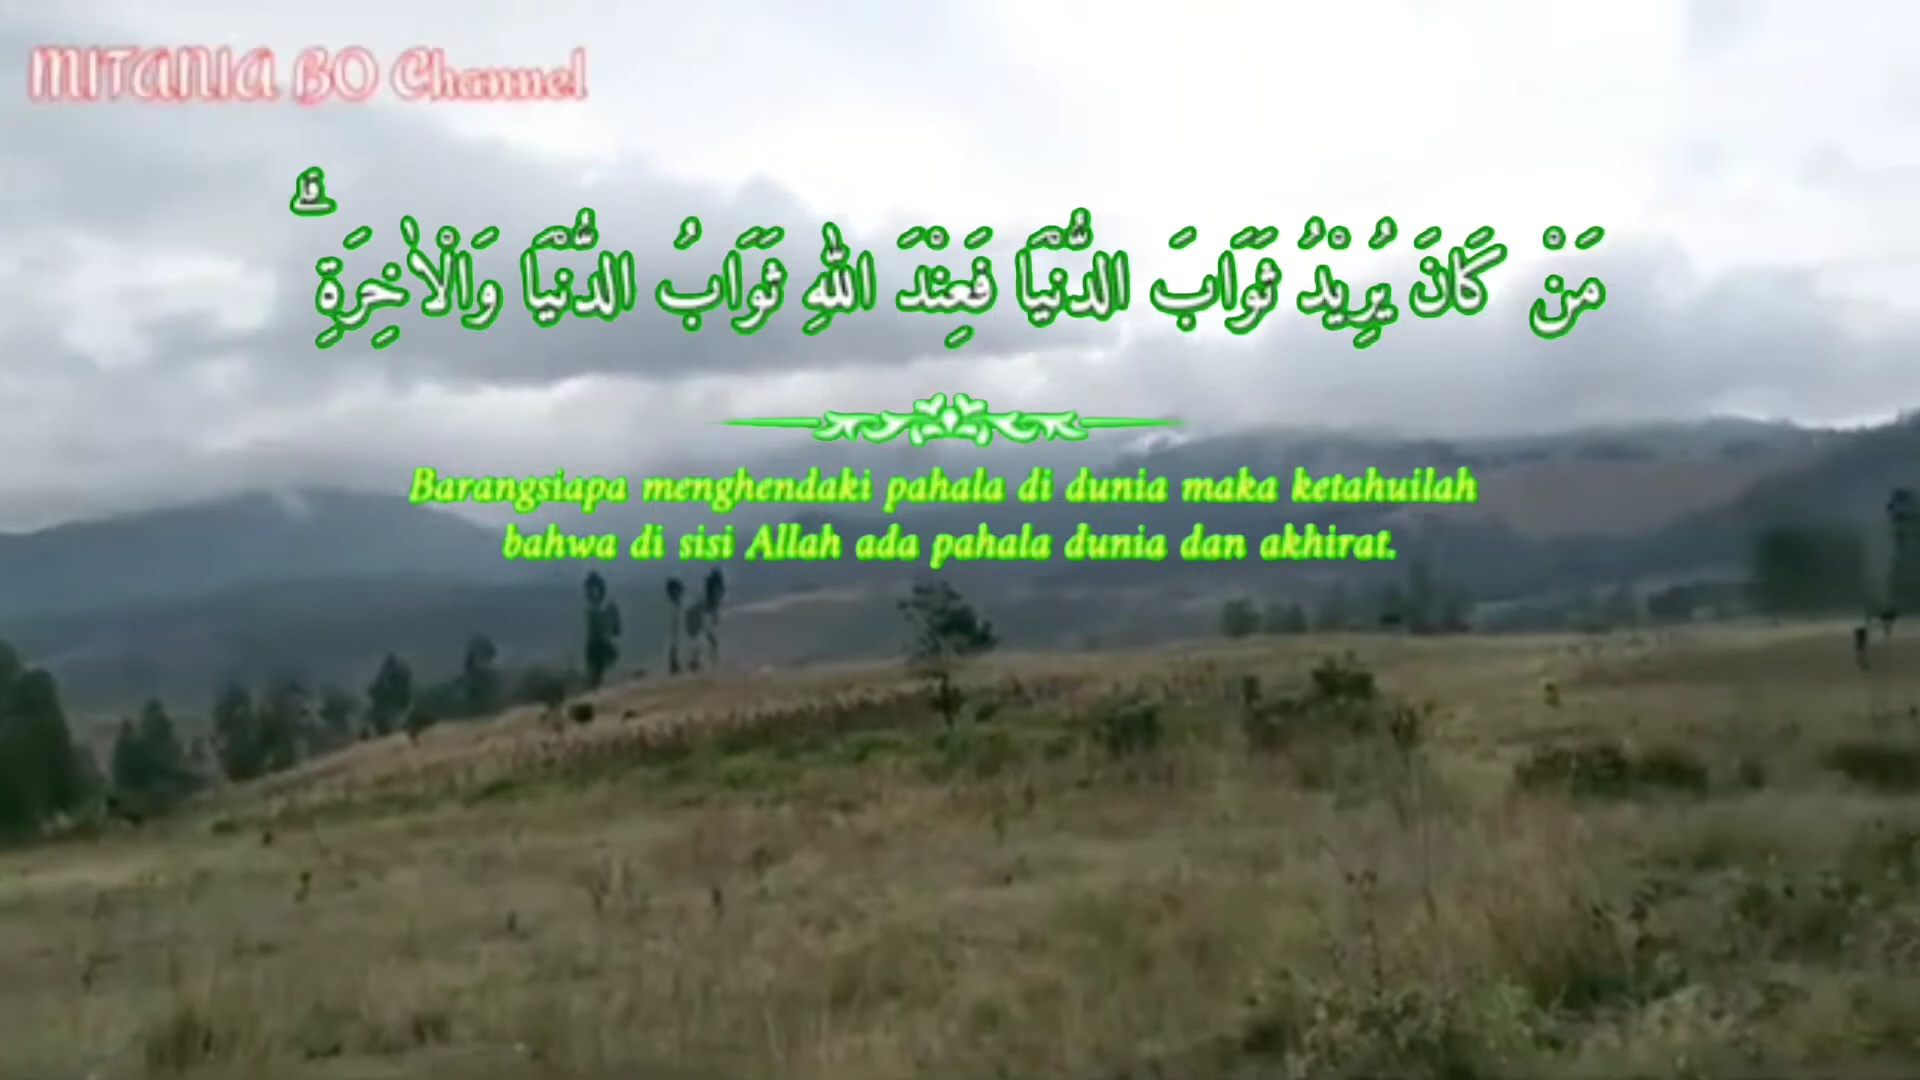 MITANIA BO Channel
مَنْ كَانَ يُرِيْدُ ثَوَابَ الدُّنْيَا فَعِنْدَ اللّٰهِ ثَوَابُ الدُّنْيَا وَالْاٰخِرَةِ ۗ
Barangsiapa menghendaki pahala di dunia maka ketahuilah
bahwa di sisi Allah ada pahala dunia dan akhirat.